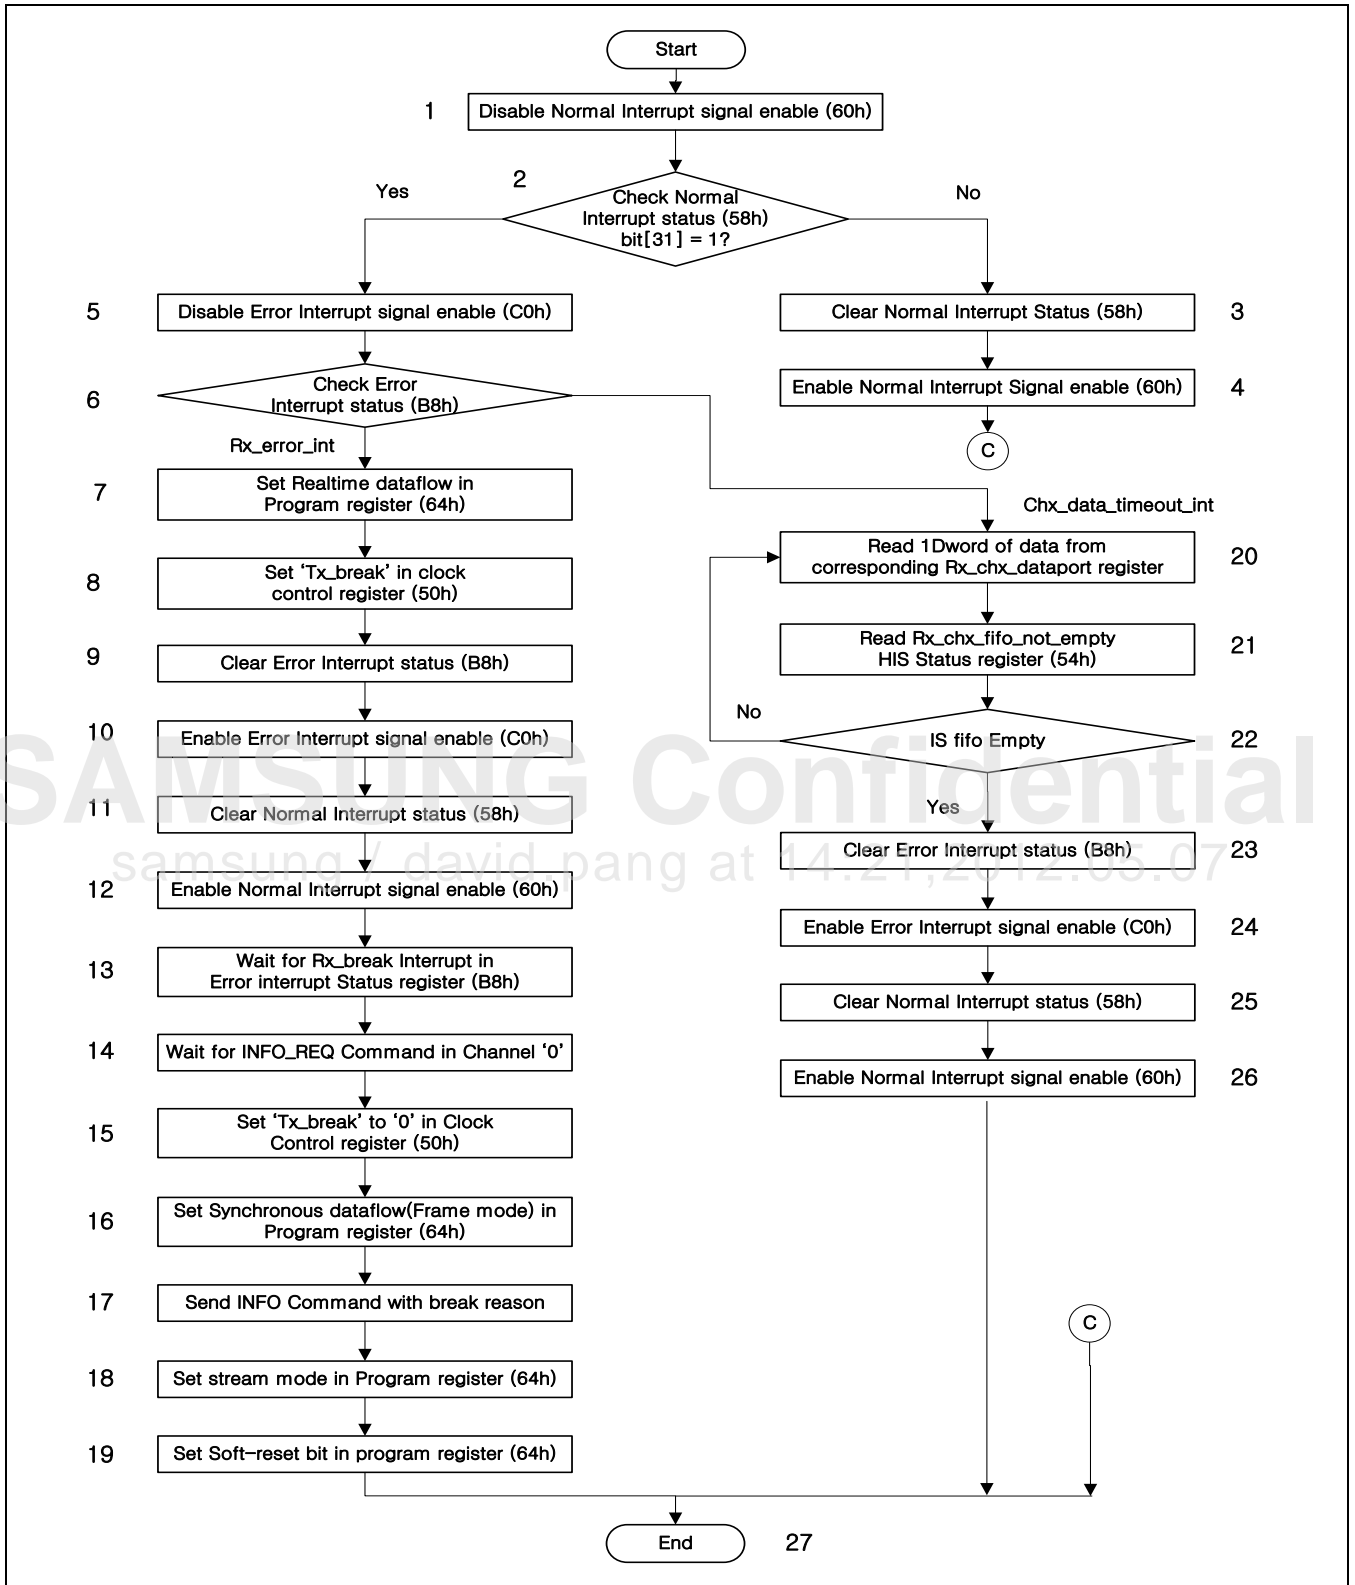 Start
1
Disable Normal Interrupt signal enable (60h)
2
Yes
No
Check Normal
Interrupt status (58h)
bit[31] = 1?
5
Disable Error Interrupt signal enable (C0h)
Clear Normal Interrupt Status (58h)
3
6
Check Error
Interrupt status (B8h)
Enable Normal Interrupt Signal enable (60h)
4
C
Rx_error_int
7
Set Realtime dataflow in
Program register (64h)
Chx_data_timeout_int
8
Set ‘Tx_break’ in clock
control register (50h)
Read 1Dword of data from
corresponding Rx_chx_dataport register
20
9
Clear Error Interrupt status (B8h)
Read Rx_chx_fifo_not_empty
HIS Status register (54h)
21
10
Enable Error Interrupt signal enable (C0h)
No
IS fifo Empty
22
SAMSUNG Confidential
11
Clear Normal Interrupt status (58h)
Yes
Clear Error Interrupt status (B8h)
23
samsung / david.pang at 14:21,2012.05.07
12
Enable Normal Interrupt signal enable (60h)
Enable Error Interrupt signal enable (C0h)
24
13
Wait for Rx_break Interrupt in
Error interrupt Status register (B8h)
Clear Normal Interrupt status (58h)
25
14
Wait for INFO_REQ Command in Channel ‘0’
Enable Normal Interrupt signal enable (60h)
26
15
Set ‘Tx_break’ to ‘0’ in Clock
Control register (50h)
16
Set Synchronous dataflow(Frame mode) in
Program register (64h)
17
Send INFO Command with break reason
C
18
Set stream mode in Program register (64h)
19
Set Soft-reset bit in program register (64h)
End
27